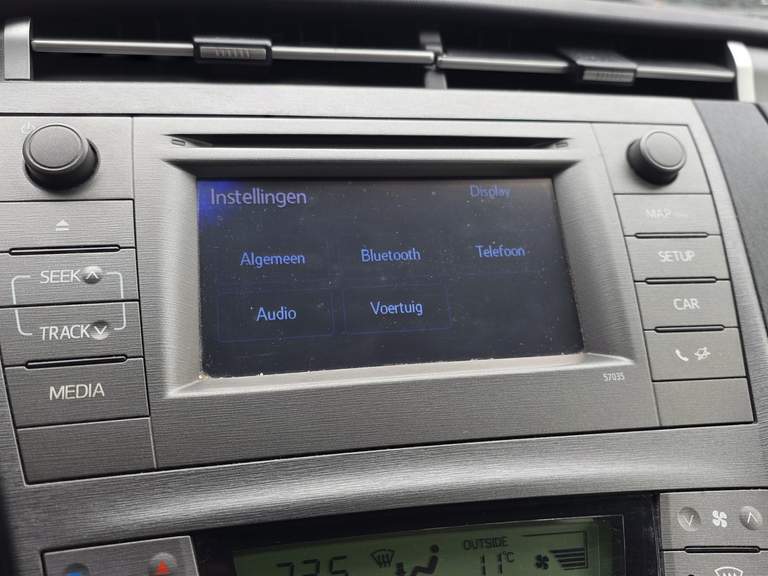 Instellingen Display
Algemeen Bluetooth Telefoon
Audio Voertuig
SEEK
TRACK
MEDIA
MAP
SETUP
CAR
57035
OUTSIDE
11°C